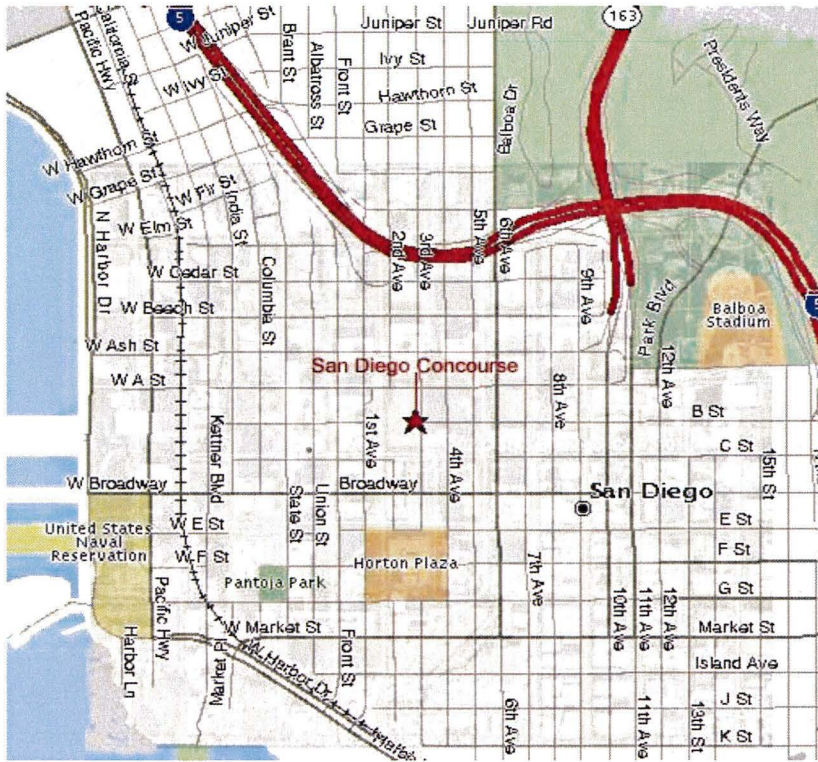 5
163
Juniper St
Juniper Rd
W Juniper St
California St
Pacific Hwy
Brant St
Albatross St
Front St
Ivy St
W Ivy St
Hawthorn St
Grape St
Balboa Dr
Presidents Way
W Hawthorn
W Grape St
W Fir St
S India St
W Elm St
N Harbor Dr
2nd Ave
3rd Ave
5th Ave
6th Ave
W Cedar St
Columbia St
9th Ave
Park Blvd
Balboa
Stadium
5
W Beech St
W Ash St
12th Ave
W A St
San Diego Concourse
8th Ave
B St
1st Ave
4th Ave
C St
15th St
Kettner Blvd
W Broadway
Broadway
San Diego
State St
Union St
United States
Naval
Reservation
W E St
E St
W F St
F St
Pantoja Park
Horton Plaza
7th Ave
G St
Pacific Hwy
10th Ave
11th Ave
12th Ave
W Market St
Market St
Harbor Ln
Front St
W Harbor Dr
Island Ave
6th Ave
11th Ave
13th St
J St
K St